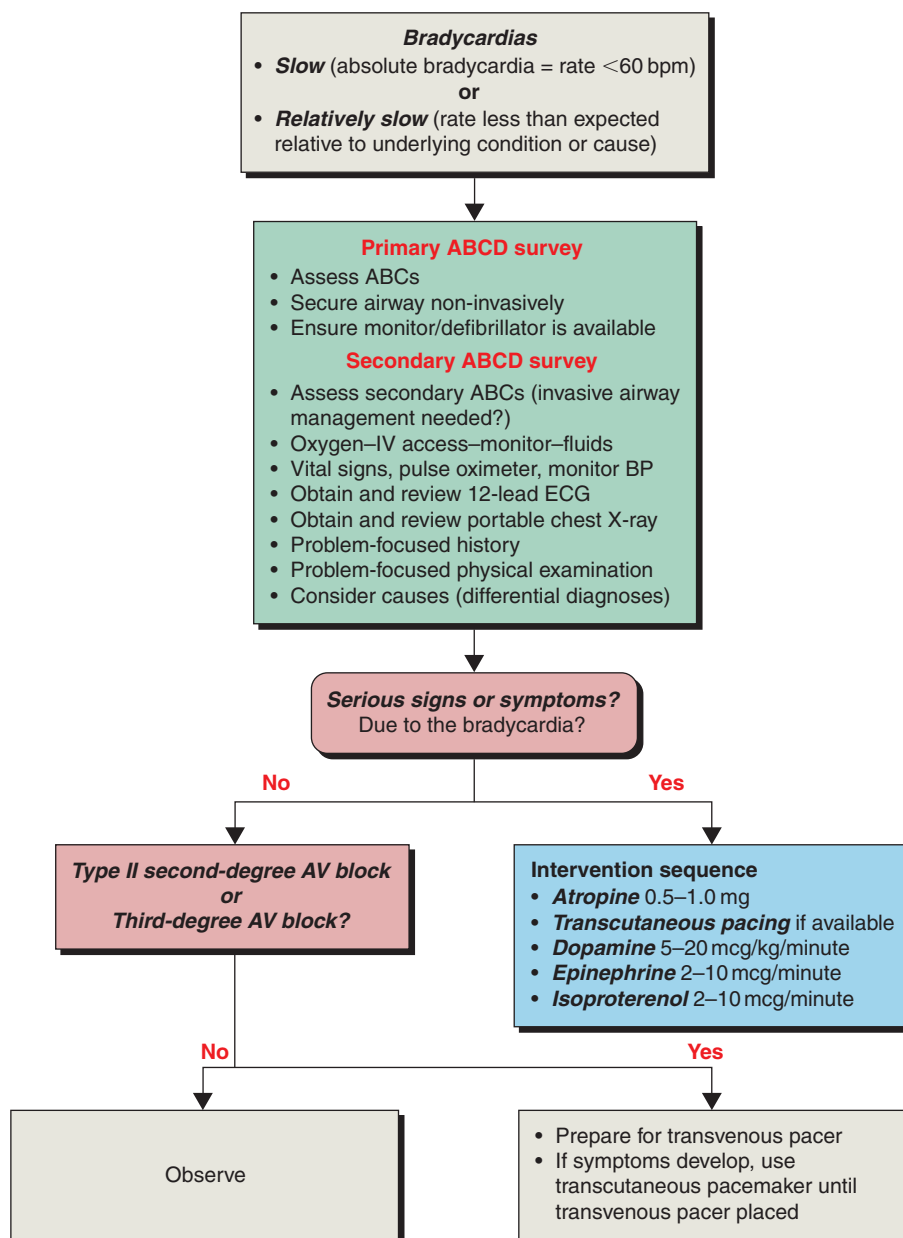 Bradycardias
• Slow (absolute bradycardia = rate <60 bpm)
or
• Relatively slow (rate less than expected
relative to underlying condition or cause)
Primary ABCD survey
• Assess ABCs
• Secure airway non-invasively
• Ensure monitor/defibrillator is available
Secondary ABCD survey
• Assess secondary ABCs (invasive airway
management needed?)
• Oxygen–IV access–monitor–fluids
• Vital signs, pulse oximeter, monitor BP
• Obtain and review 12-lead ECG
• Obtain and review portable chest X-ray
• Problem-focused history
• Problem-focused physical examination
• Consider causes (differential diagnoses)
Serious signs or symptoms?
Due to the bradycardia?
No
Yes
Type II second-degree AV block
or
Third-degree AV block?
Intervention sequence
• Atropine 0.5–1.0 mg
• Transcutaneous pacing if available
• Dopamine 5–20 mcg/kg/minute
• Epinephrine 2–10 mcg/minute
• Isoproterenol 2–10 mcg/minute
No
Yes
Observe
• Prepare for transvenous pacer
• If symptoms develop, use
transcutaneous pacemaker until
transvenous pacer placed